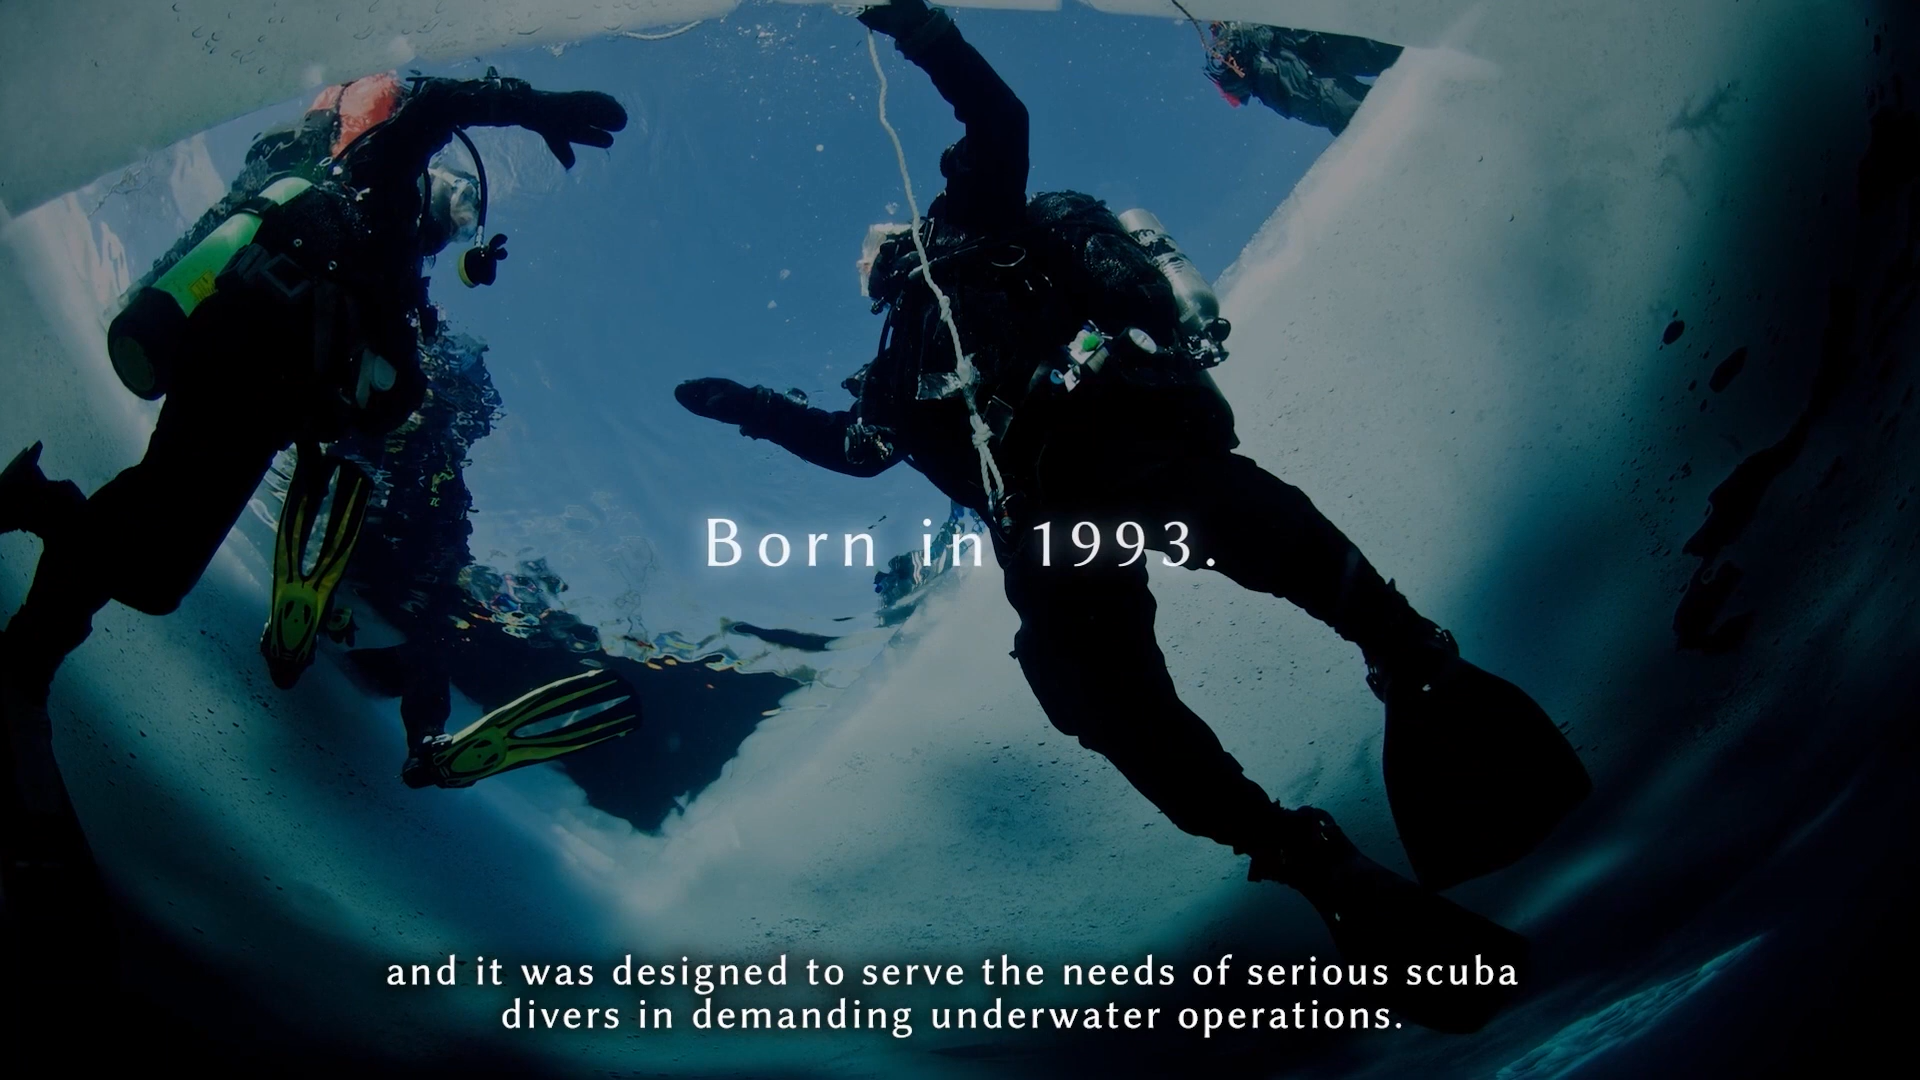 Born in 1993.
and it was designed to serve the needs of serious scuba
divers in demanding underwater operations.